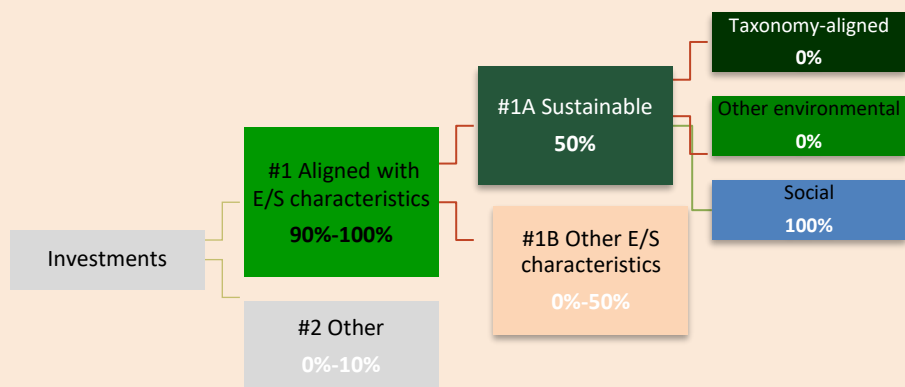 Investments
#1 Aligned with
E/S characteristics
90%-100%
#2 Other
0%-10%
#1A Sustainable
50%
#1B Other E/S
characteristics
0%-50%
Taxonomy-aligned
0%
Other environmental
0%
Social
100%